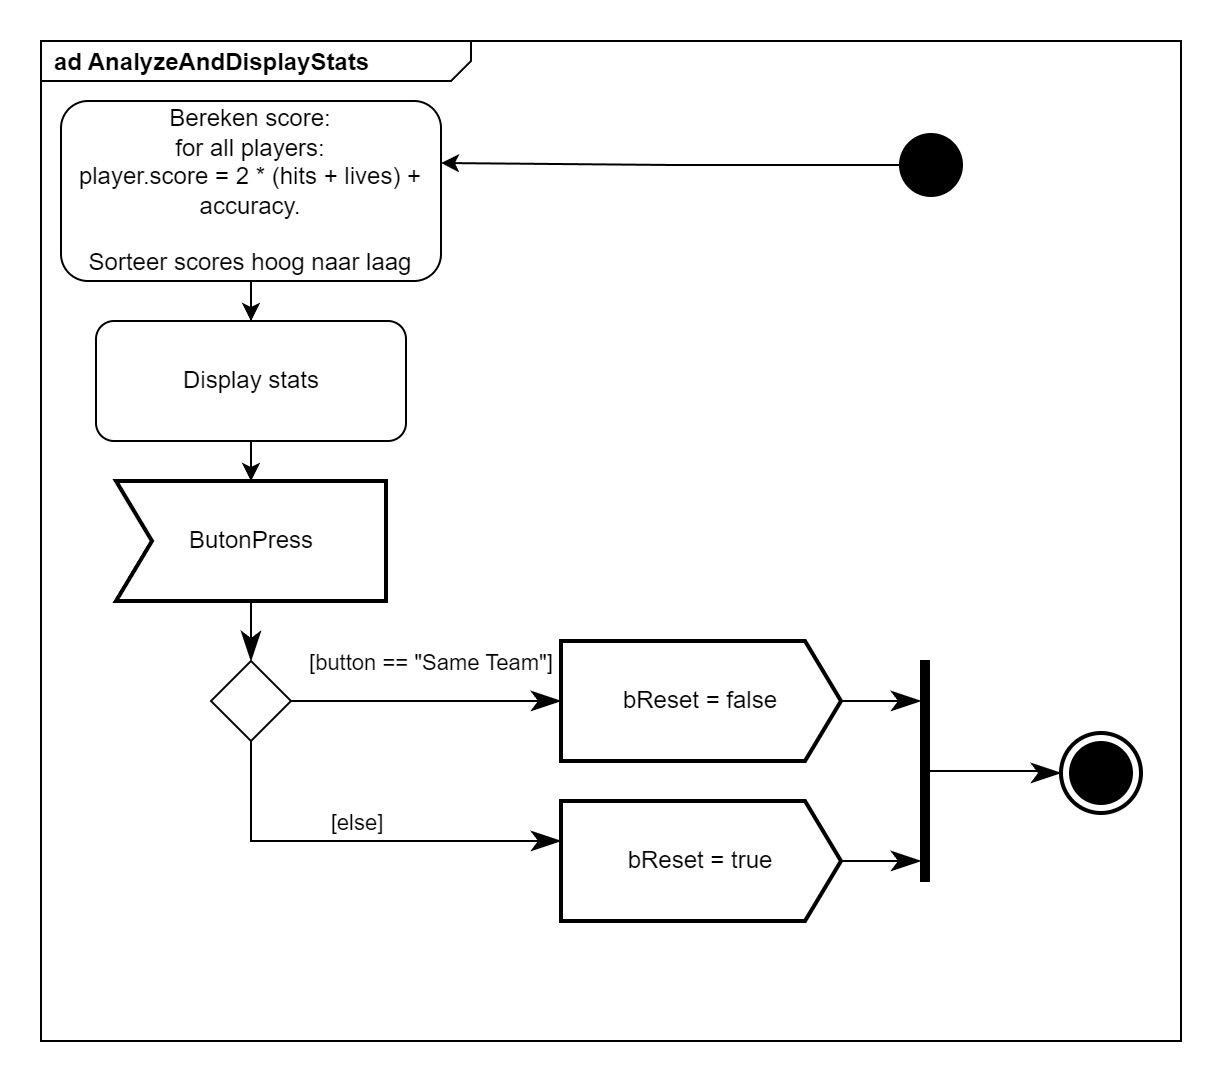 ad AnalyzeAndDisplayStats
Bereken score:
for all players:
player.score = 2 * (hits + lives) +
accuracy.
Sorteer scores hoog naar laag
Display stats
ButonPress
[button == "Same Team"]
bReset = false
[else]
bReset = true